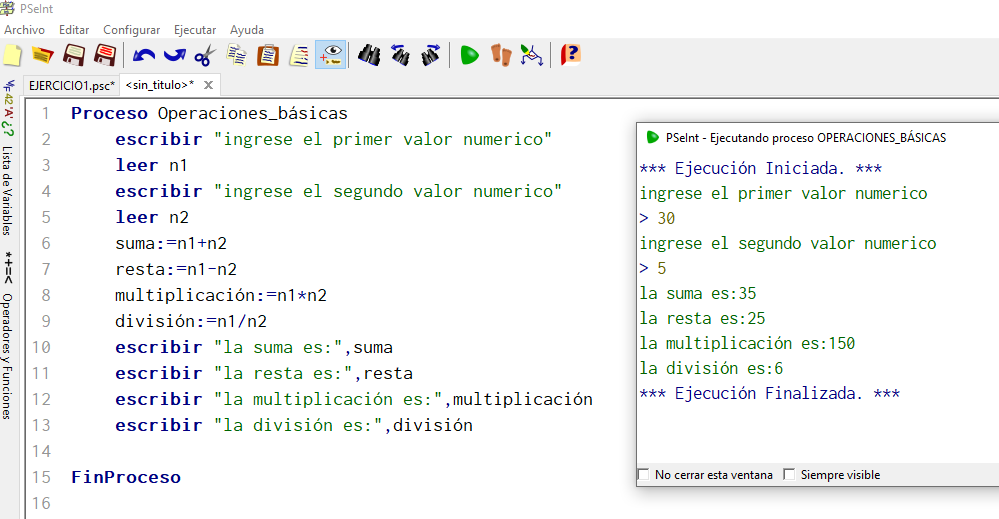 PSeInt
Archivo Editar Configurar Ejecutar Ayuda
EJERCICIO1.psc* <sin_titulo>* X
Lista de Variables
*+=< Operadores y Funciones
1 Proceso Operaciones_básicas
2 escribir "ingrese el primer valor numerico"
3 leer n1
4 escribir "ingrese el segundo valor numerico"
5 leer n2
6 suma:=n1+n2
7 resta:=n1-n2
8 multiplicación:=n1*n2
9 división:=n1/n2
10 escribir "la suma es:",suma
11 escribir "la resta es:",resta
12 escribir "la multiplicación es:",multiplicación
13 escribir "la división es:",división
14
15 FinProceso
16
PSeInt - Ejecutando proceso OPERACIONES_BÁSICAS
*** Ejecución Iniciada. ***
ingrese el primer valor numerico
> 30
ingrese el segundo valor numerico
> 5
la suma es:35
la resta es:25
la multiplicación es:150
la división es:6
*** Ejecución Finalizada. ***
No cerrar esta ventana Siempre visible